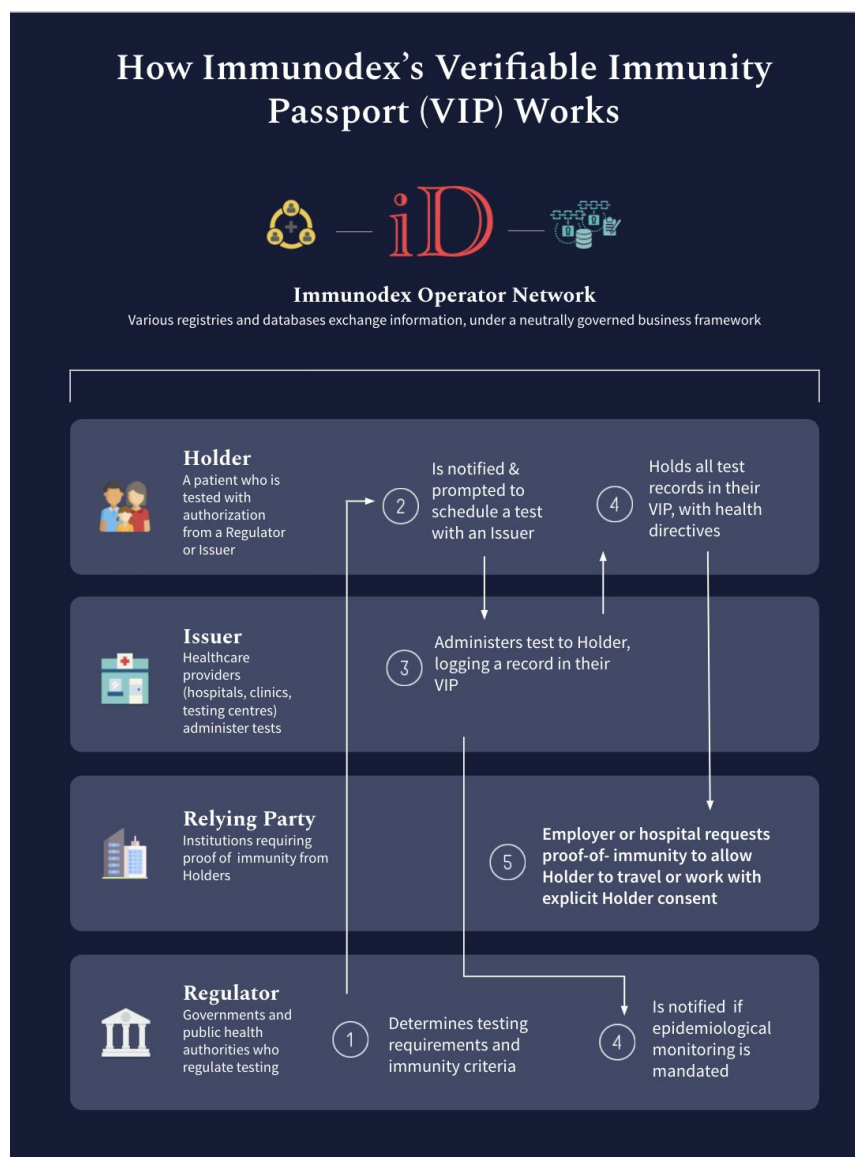 How Immunodex's Verifiable Immunity
Passport (VIP) Works
iD
Immunodex Operator Network
Various registries and databases exchange information, under a neutrally governed business framework
Holder
A patient who is
tested with
authorization
from a Regulator
or Issuer
2
Is notified &
prompted to
schedule a test
with an Issuer
4
Holds all test
records in their
VIP, with health
directives
Issuer
Healthcare
providers
(hospitals, clinics,
testing centres)
administer tests
3
Administers test to Holder,
logging a record in their
VIP
Relying Party
Institutions requiring
proof of immunity from
Holders
5
Employer or hospital requests
proof-of- immunity to allow
Holder to travel or work with
explicit Holder consent
Regulator
Governments and
public health
authorities who
regulate testing
1
Determines testing
requirements and
immunity criteria
4
Is notified if
epidemiological
monitoring is
mandated